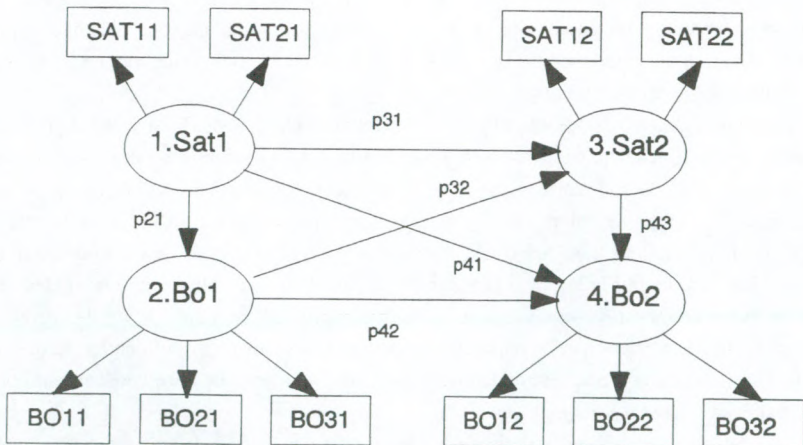 SAT11 SAT21 SAT12 SAT22
p31
1.Sat1 3.Sat2
p32
p21 p43
p41
2.Bo1 4.Bo2
p42
BO11 BO21 BO31 BO12 BO22 BO32